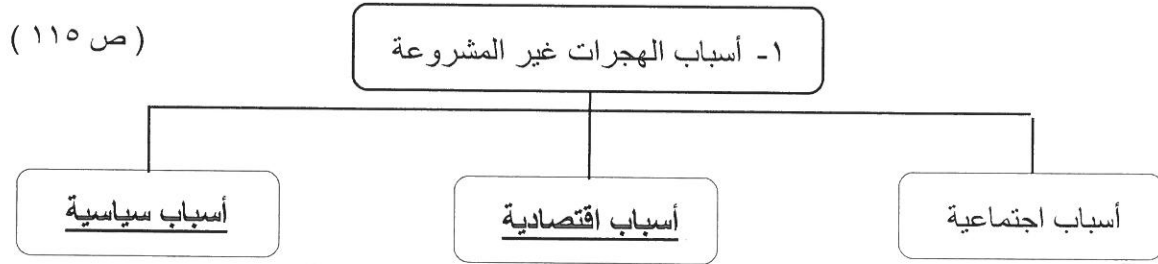 ( ص ١١٥ )
١- أسباب الهجرات غير المشروعة
أسباب اجتماعية
أسباب اقتصادية
أسباب سياسية